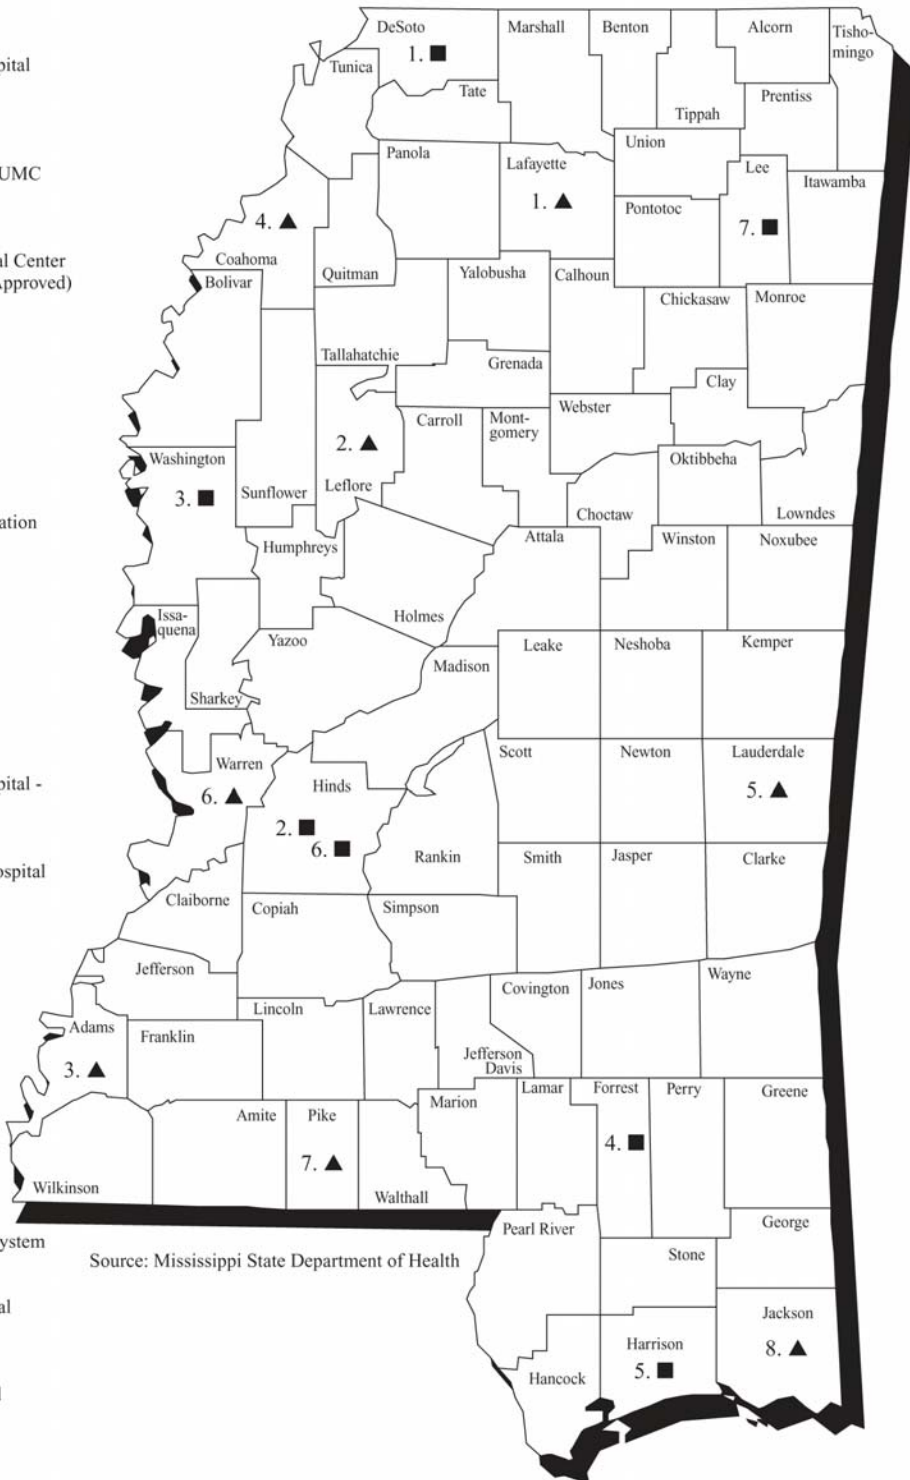 pital
UMC
al Center
Approved)
ation
pital -
ospital
ystem
al
l
DeSoto
1. ■
Marshall
Benton
Alcorn
Tisho-
mingo
Tunica
Tate
Tippah
Prentiss
Panola
Lafayette
1. ▲
Union
Lee
7. ■
Itawamba
Pontotoc
4. ▲
Coahoma
Quitman
Bolivar
Yalobusha
Calhoun
Chickasaw
Monroe
Tallahatchie
Grenada
Clay
Carroll
Mont-
gomery
Webster
2. ▲
Leflore
Washington
3. ■
Sunflower
Oktibbeha
Choctaw
Lowndes
Humphreys
Attala
Winston
Noxubee
Holmes
Issa-
quena
Yazoo
Madison
Leake
Neshoba
Kemper
Sharkey
Warren
6. ▲
Hinds
2. ■
6. ■
Scott
Newton
Lauderdale
5. ▲
Rankin
Smith
Jasper
Clarke
Claiborne
Copiah
Simpson
Jefferson
Covington
Jones
Wayne
Lincoln
Lawrence
Adams
3. ▲
Franklin
Jefferson
Davis
Marion
Lamar
Forrest
4. ■
Perry
Greene
Amite
Pike
7. ▲
Walthall
Wilkinson
Pearl River
George
Stone
Source: Mississippi State Department of Health
Jackson
8. ▲
Harrison
5. ■
Hancock